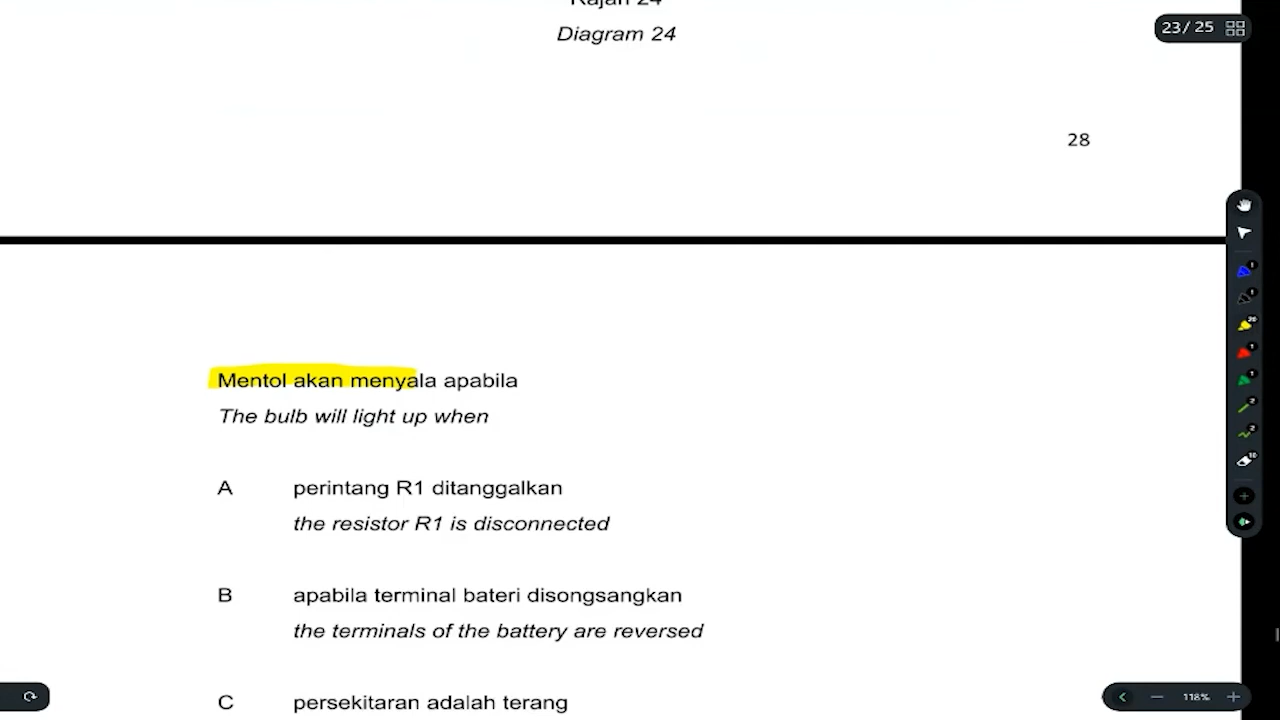 Rajah 24
Diagram 24
23/ 25
28
Mentol akan menyala apabila
The bulb will light up when
A perintang R1 ditanggalkan
the resistor R1 is disconnected
B apabila terminal bateri disongsangkan
the terminals of the battery are reversed
C persekitaran adalah terang
118%